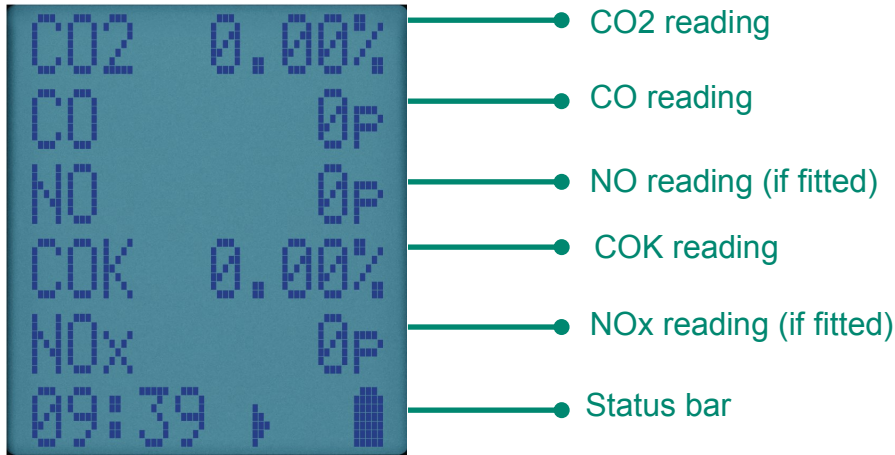 CO2 0.00% CO2 reading
CO 0P CO reading
NO 0P NO reading (if fitted)
COK 0.00% COK reading
NOx 0P NOx reading (if fitted)
09:39 Status bar